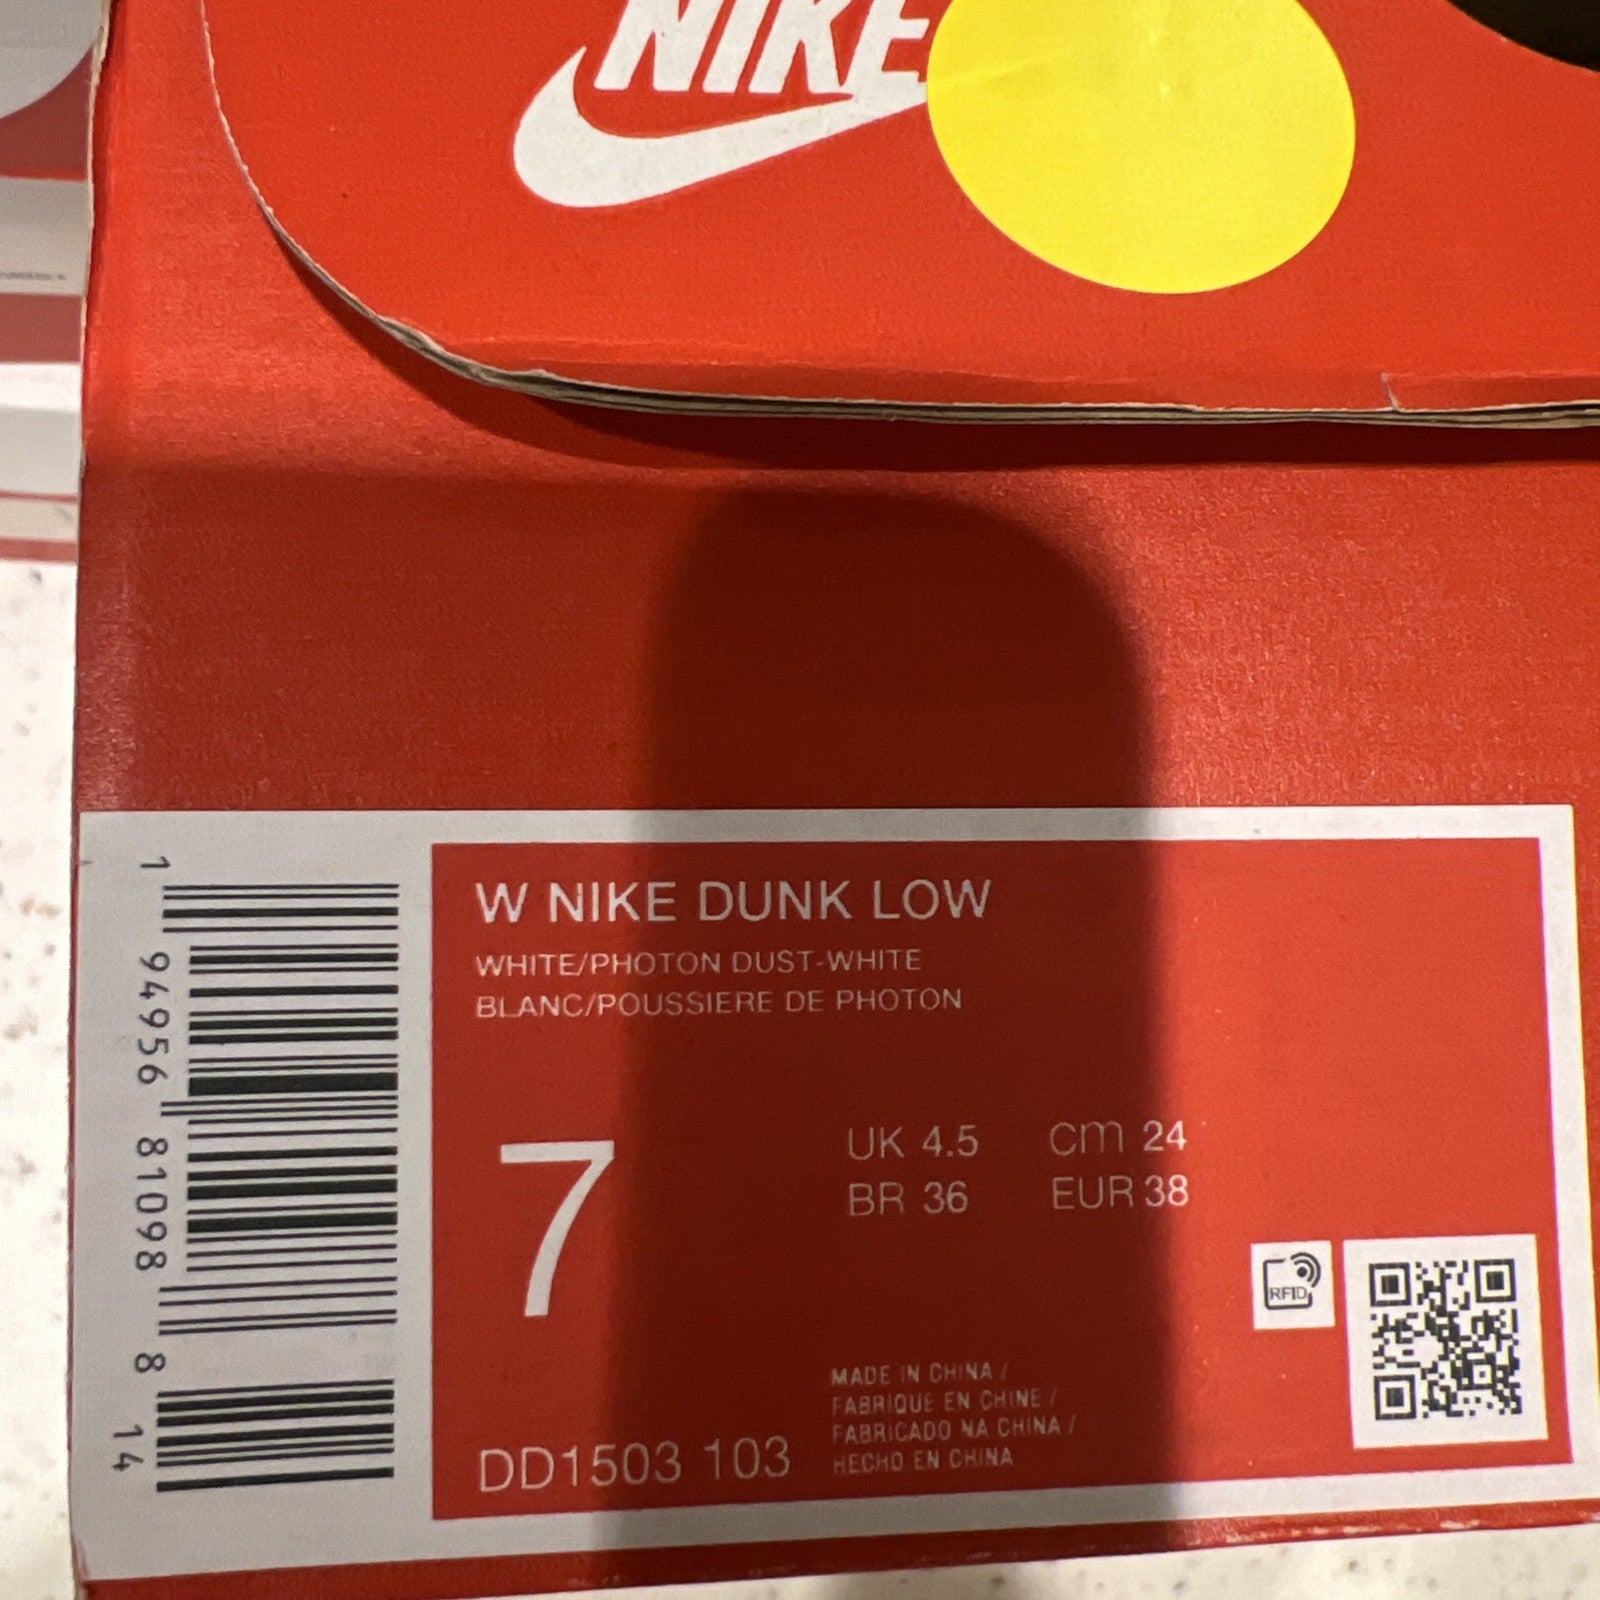 NIKE
W NIKE DUNK LOW
WHITE/PHOTON DUST-WHITE
BLANC/POUSSIERE DE PHOTON
7
UK 4.5 CM 24
BR 36 EUR 38
RFID
MADE IN CHINA /
FABRIQUE EN CHINE /
FABRICADO NA CHINA /
HECHO EN CHINA
DD1503 103
1 94956 81098 8 14